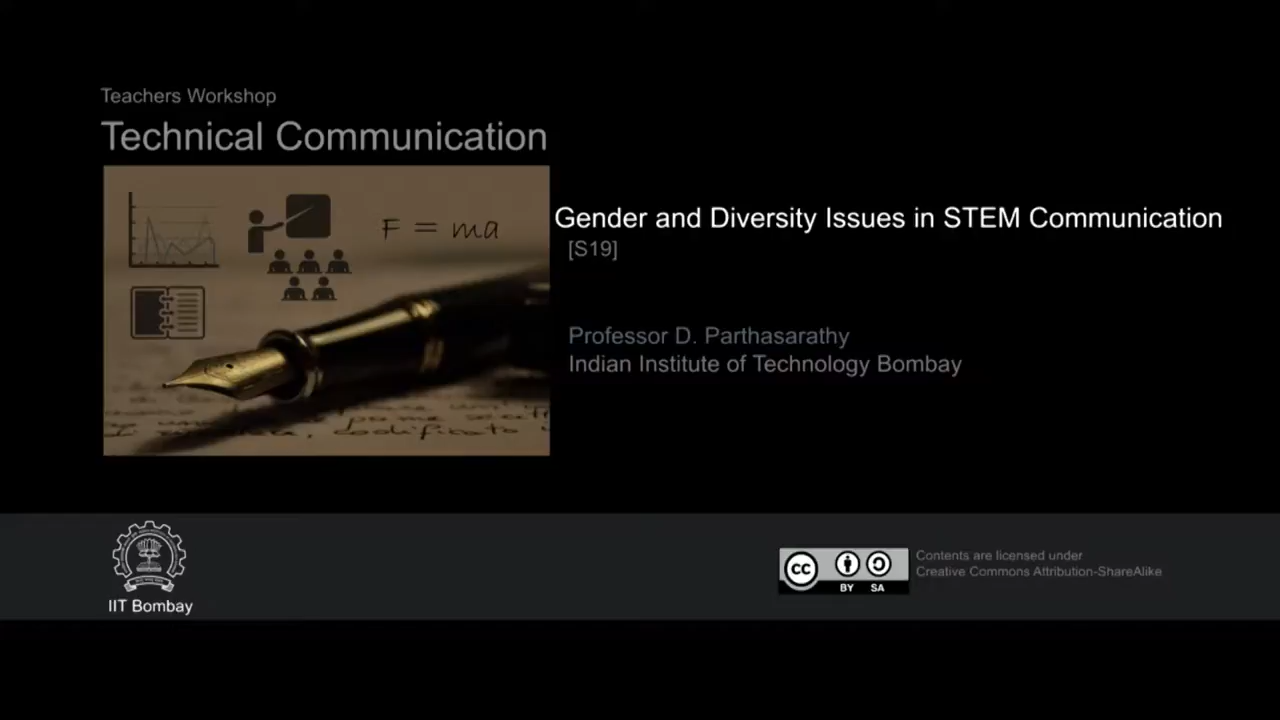 Teachers Workshop
Technical Communication
F = ma
Gender and Diversity Issues in STEM Communication
[S19]
Professor D. Parthasarathy
Indian Institute of Technology Bombay
IIT Bombay
cc
BY SA
Contents are licensed under
Creative Commons Attribution-ShareAlike